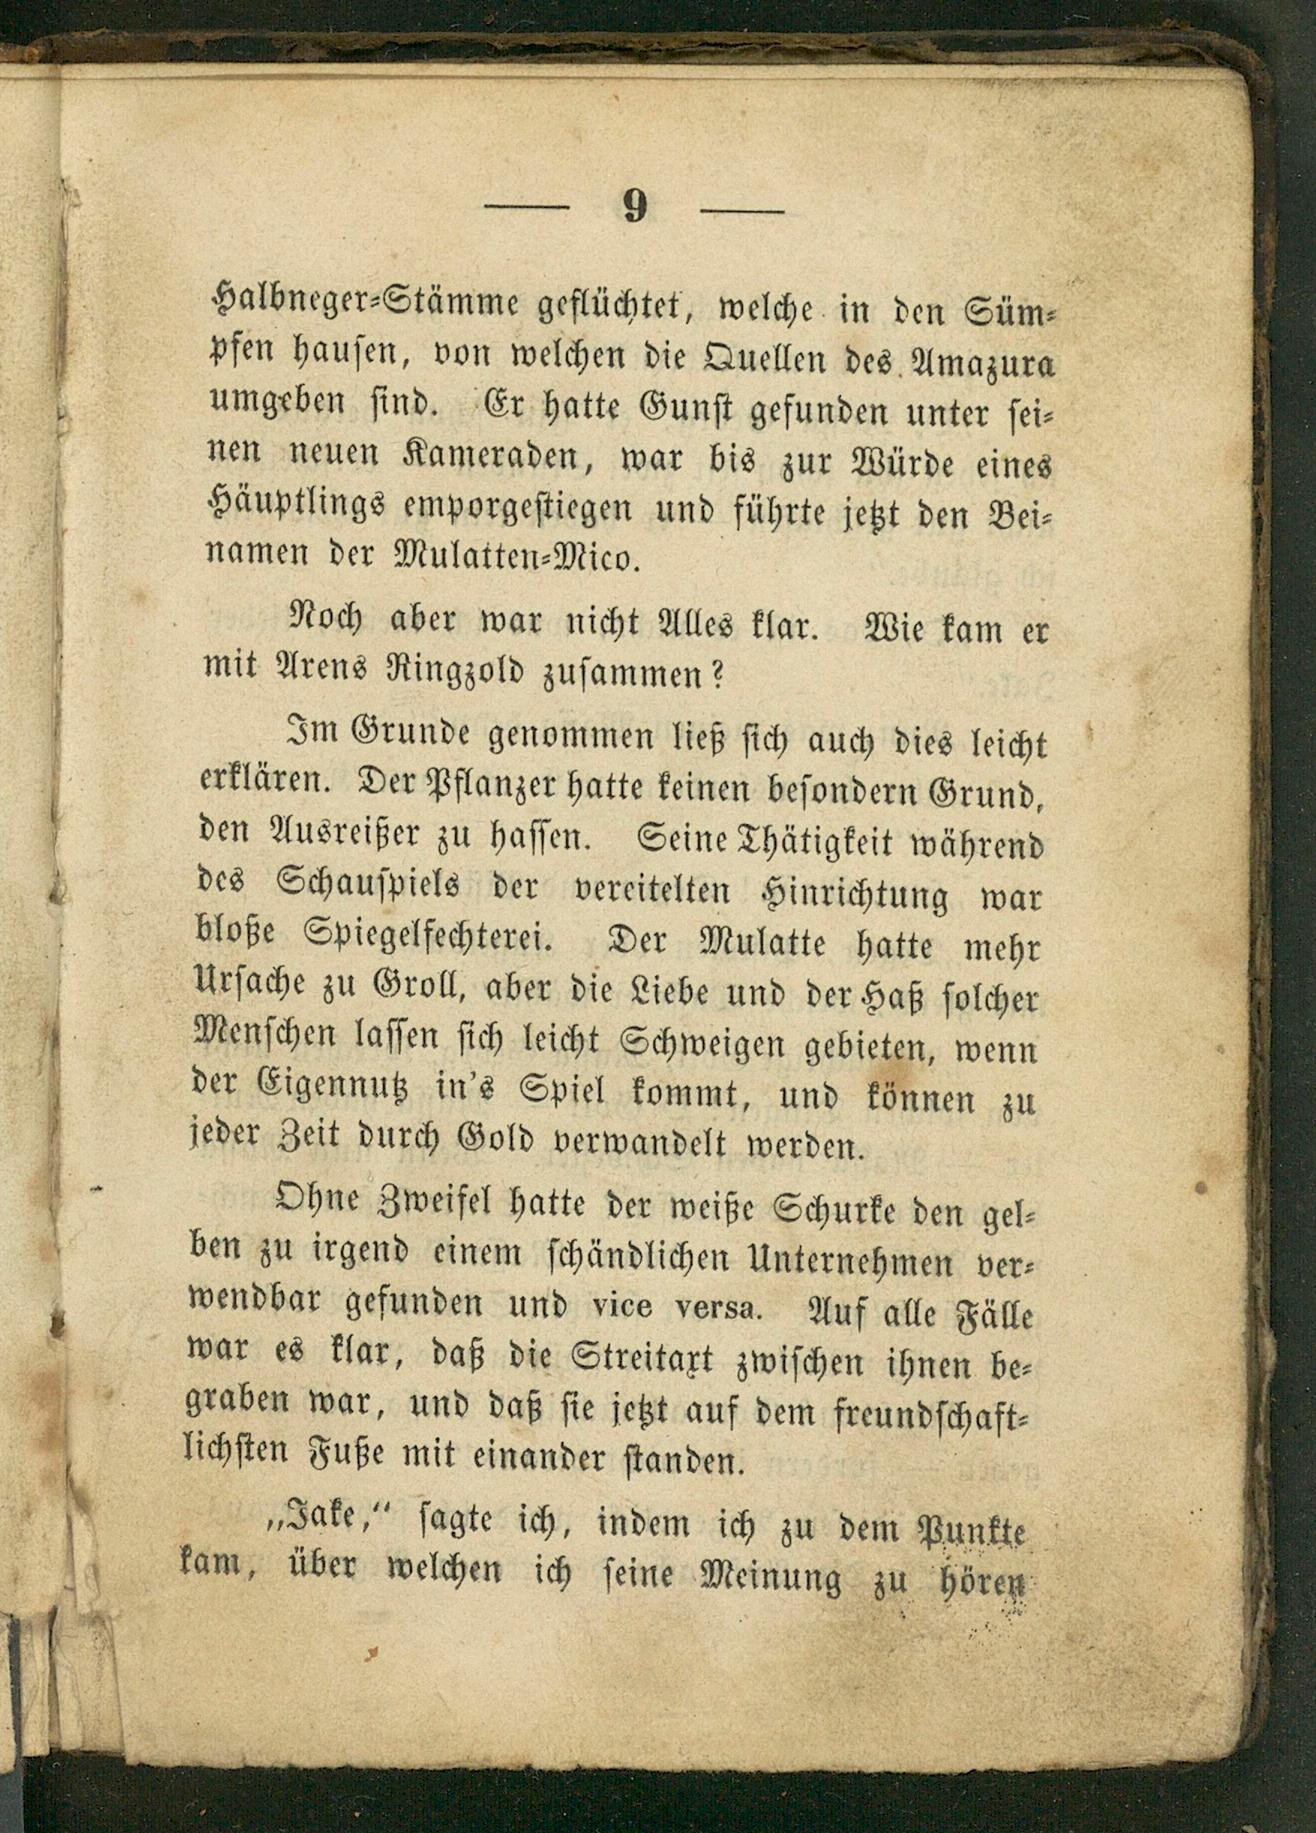 — 9 —
Halbneger-Stämme geflüchtet, welche in den Süm-
pfen hausen, von welchen die Quellen des Amazura
umgeben sind. Er hatte Gunst gefunden unter sei-
nen neuen Kameraden, war bis zur Würde eines
Häuptlings emporgestiegen und führte jetzt den Bei-
namen der Mulatten-Mico.
Noch aber war nicht Alles klar. Wie kam er
mit Arens Ringzold zusammen?
Im Grunde genommen ließ sich auch dies leicht
erklären. Der Pflanzer hatte keinen besondern Grund,
den Ausreißer zu hassen. Seine Thätigkeit während
des Schauspiels der vereitelten Hinrichtung war
bloße Spiegelfechterei. Der Mulatte hatte mehr
Ursache zu Groll, aber die Liebe und der Haß solcher
Menschen lassen sich leicht Schweigen gebieten, wenn
der Eigennutz in's Spiel kommt, und können zu
jeder Zeit durch Gold verwandelt werden.
Ohne Zweifel hatte der weiße Schurke den gel-
ben zu irgend einem schändlichen Unternehmen ver-
wendbar gefunden und vice versa. Auf alle Fälle
war es klar, daß die Streitaxt zwischen ihnen be-
graben war, und daß sie jetzt auf dem freundschaft-
lichsten Fuße mit einander standen.
„Jake,“ sagte ich, indem ich zu dem Punkte
kam, über welchen ich seine Meinung zu hören